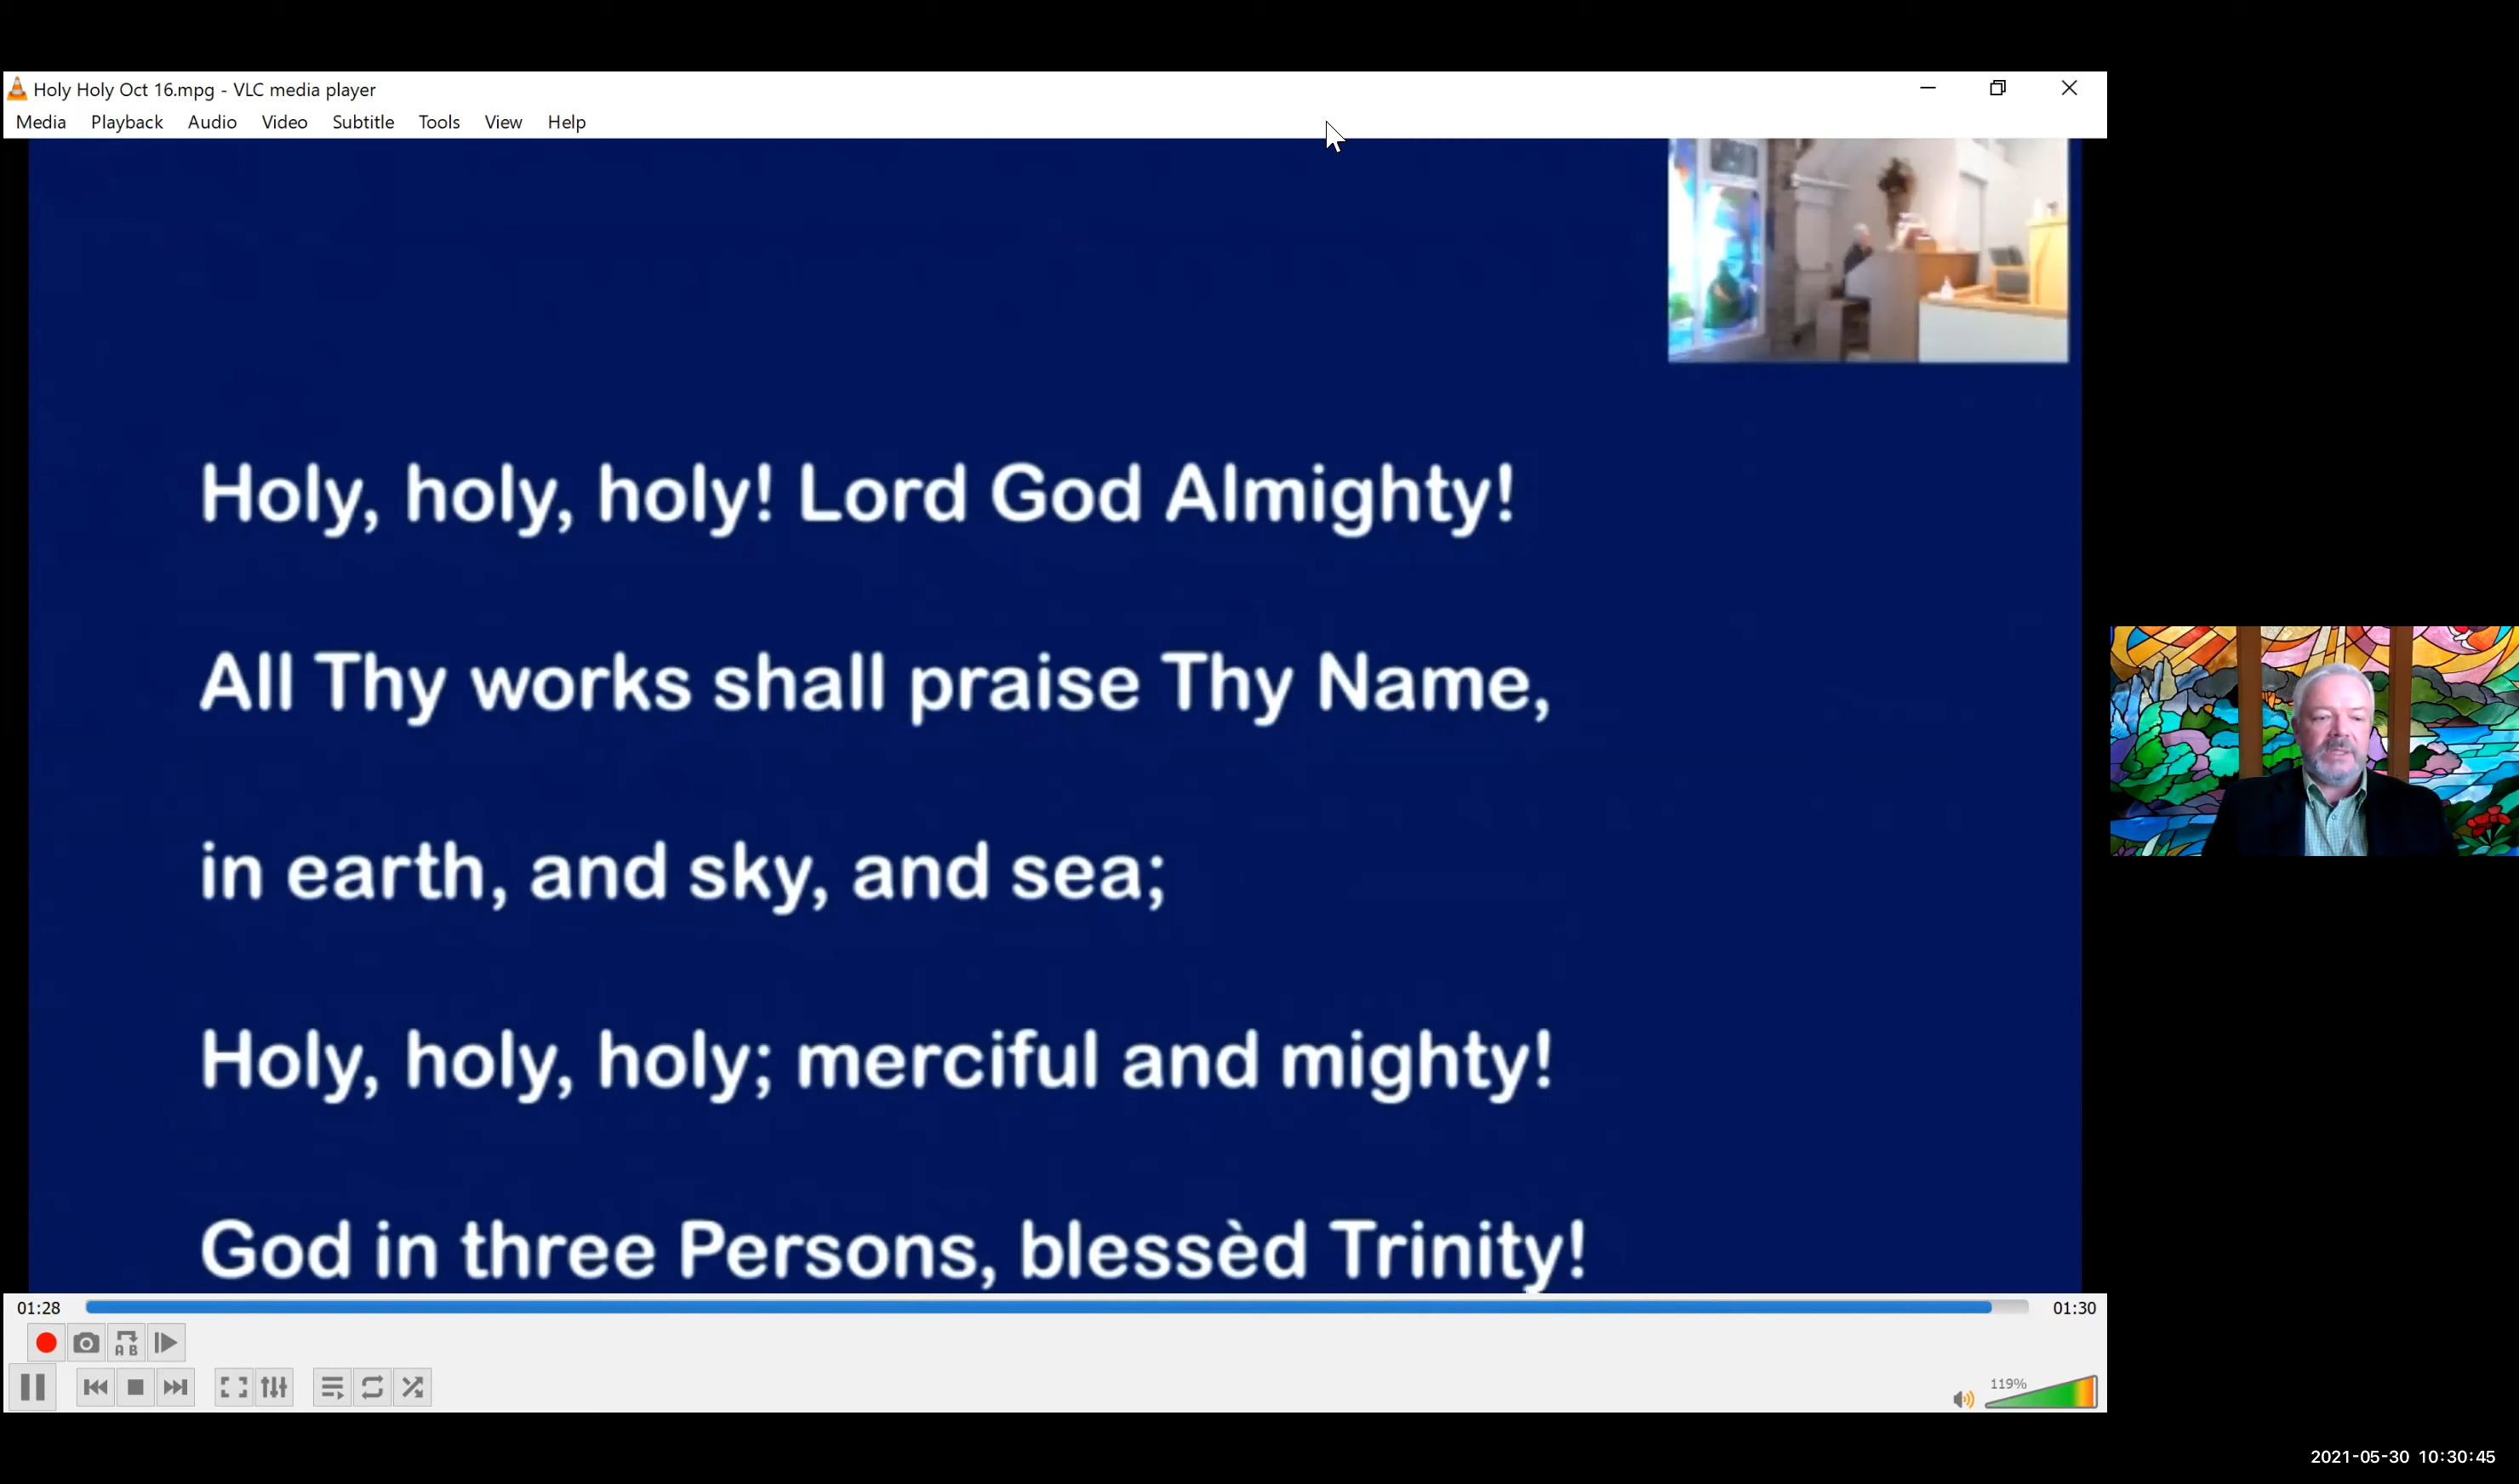 Holy Holy Oct 16.mpg - VLC media player
Media Playback Audio Video Subtitle Tools View Help
Holy, holy, holy! Lord God Almighty!
All Thy works shall praise Thy Name,
in earth, and sky, and sea;
Holy, holy, holy; merciful and mighty!
God in three Persons, blessèd Trinity!
01:28 01:30
A B
119%
2021-05-30 10:30:45